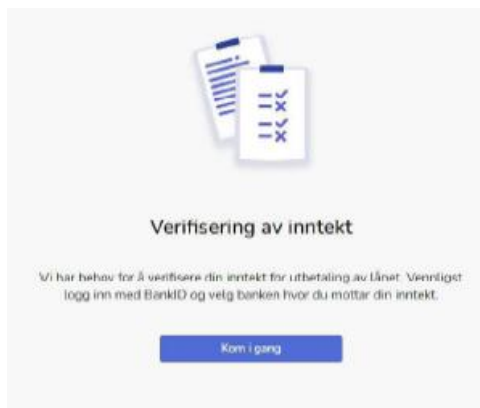 Verifisering av inntekt
Vi har behov for å verifisere din inntekt for utbetaling av lånet. Vennligst
logg inn med BankID og velg banken hvor du mottar din inntekt.
Kom i gang